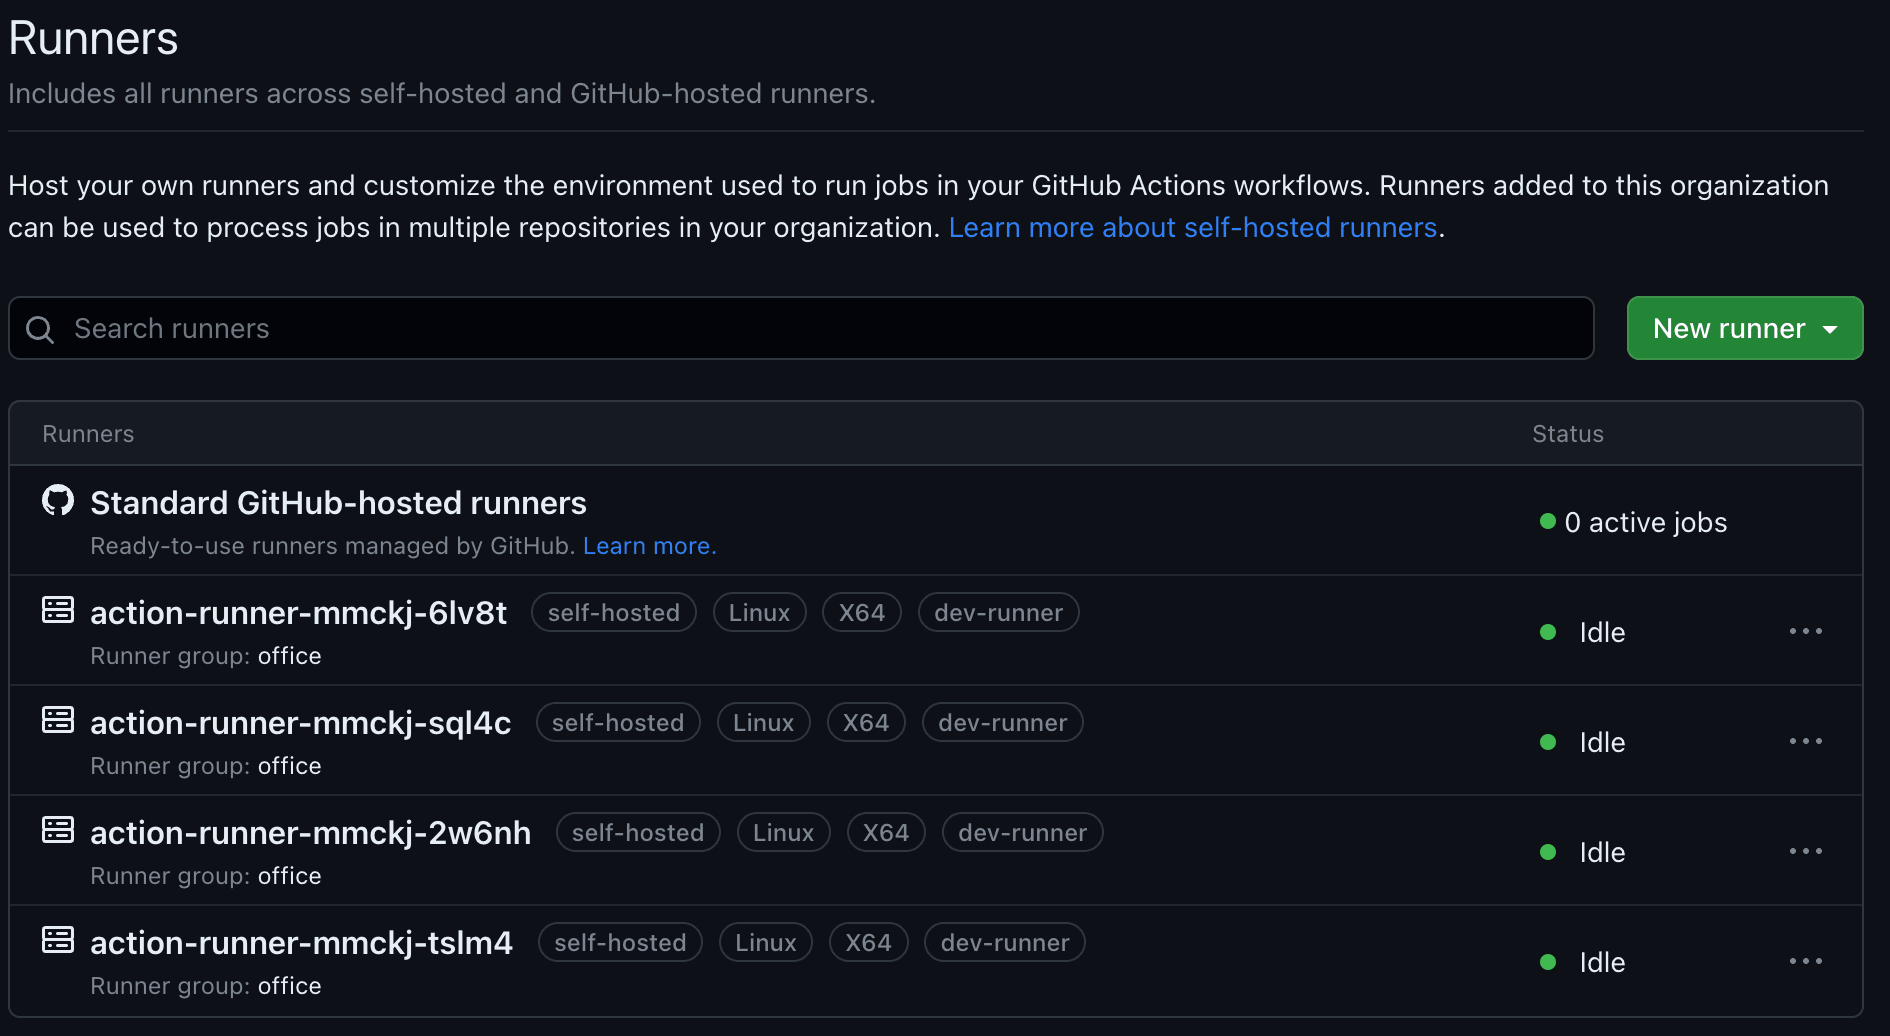 Runners
Includes all runners across self-hosted and GitHub-hosted runners.
Host your own runners and customize the environment used to run jobs in your GitHub Actions workflows. Runners added to this organization
can be used to process jobs in multiple repositories in your organization. Learn more about self-hosted runners.
Search runners
New runner
Runners Status
Standard GitHub-hosted runners
Ready-to-use runners managed by GitHub. Learn more.
0 active jobs
action-runner-mmckj-6lv8t self-hosted Linux X64 dev-runner
Runner group: office
Idle
action-runner-mmckj-sql4c self-hosted Linux X64 dev-runner
Runner group: office
Idle
action-runner-mmckj-2w6nh self-hosted Linux X64 dev-runner
Runner group: office
Idle
action-runner-mmckj-tslm4 self-hosted Linux X64 dev-runner
Runner group: office
Idle